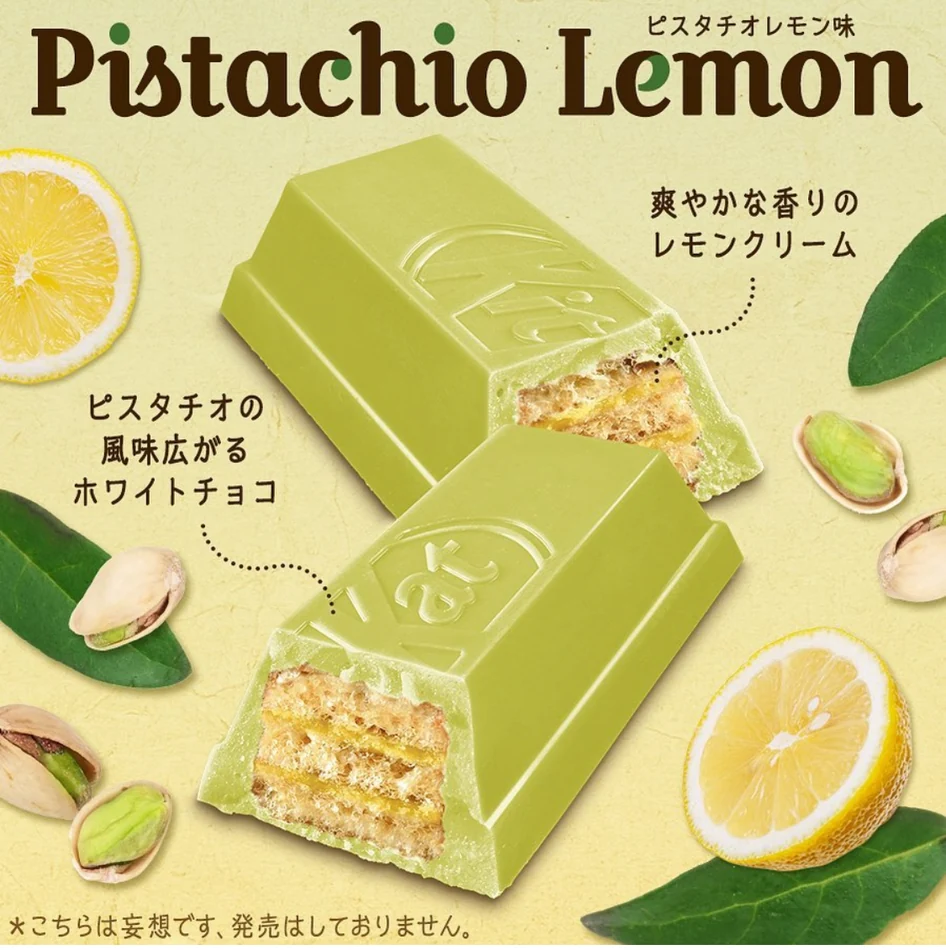 ピスタチオレモン味
Pistachio Lemon
爽やかな香りの
レモンクリーム
Kit
ピスタチオの
風味広がる
ホワイトチョコ
Kat
＊こちらは妄想です、発売はしておりません。